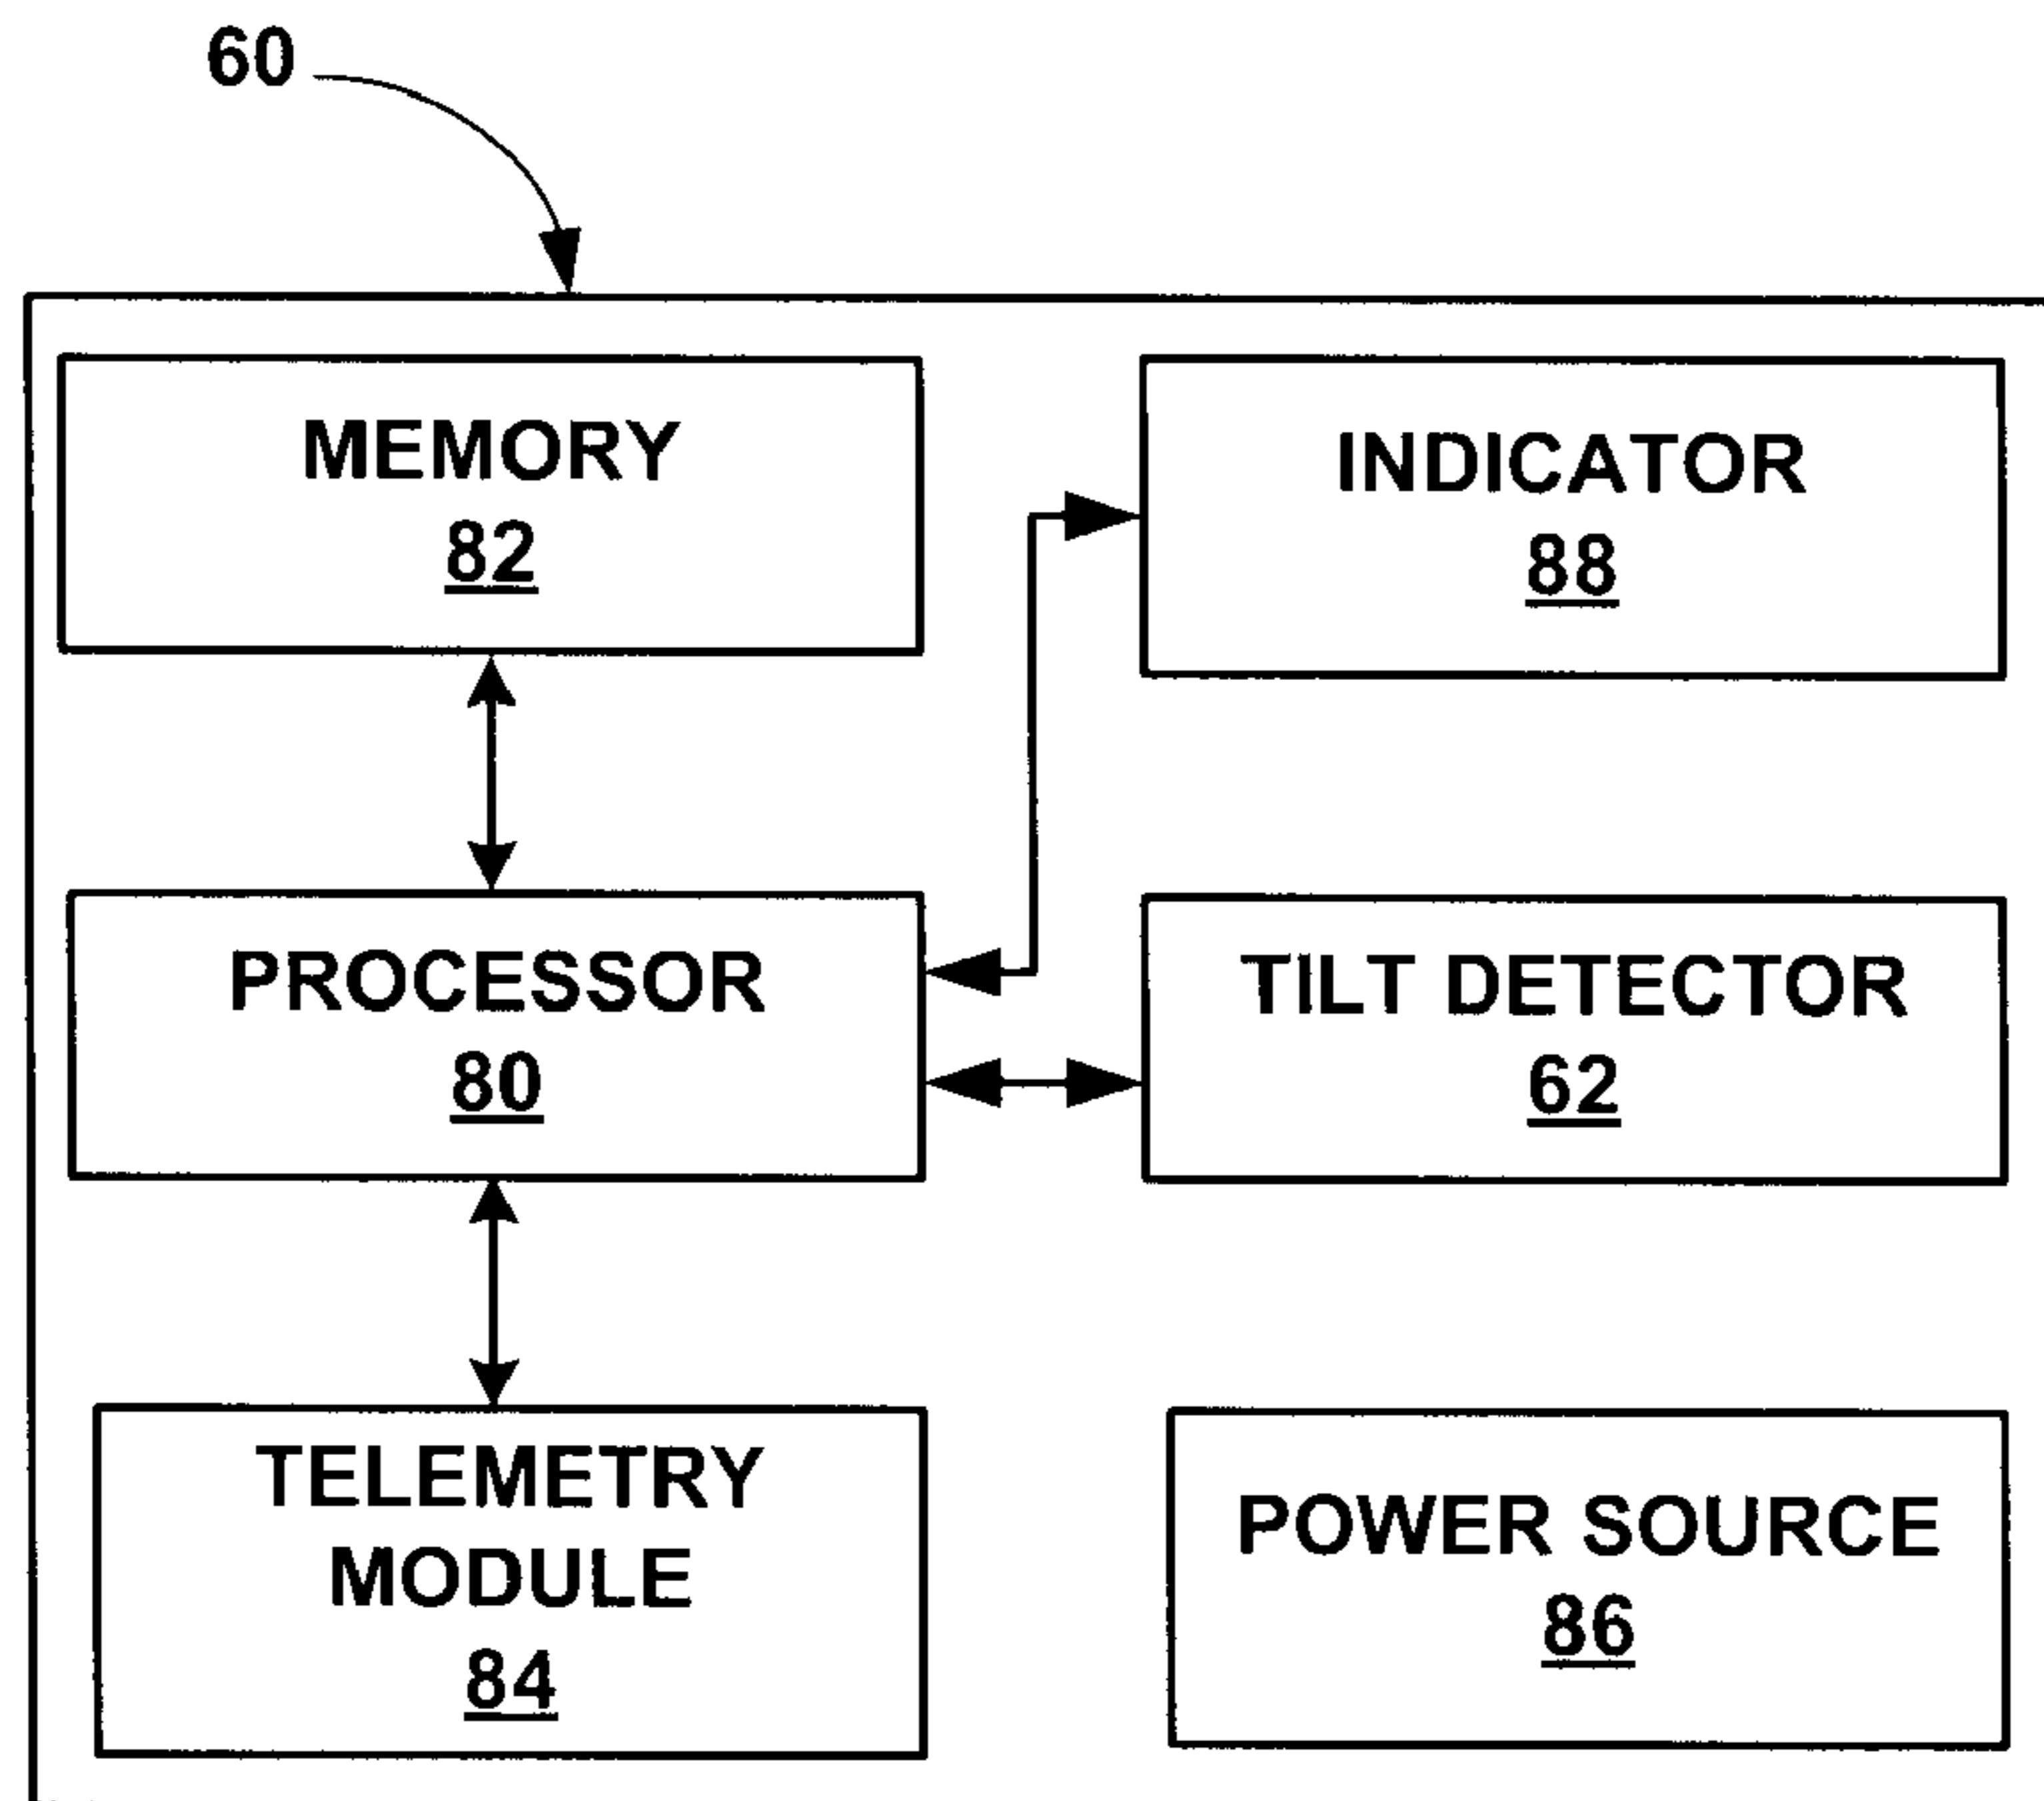 60
MEMORY
82
INDICATOR
88
PROCESSOR
80
TILT DETECTOR
62
TELEMETRY
MODULE
84
POWER SOURCE
86